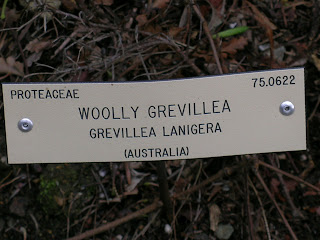 PROTEACEAE 75.0622
WOOLLY GREVILLEA
GREVILLEA LANIGERA
(AUSTRALIA)